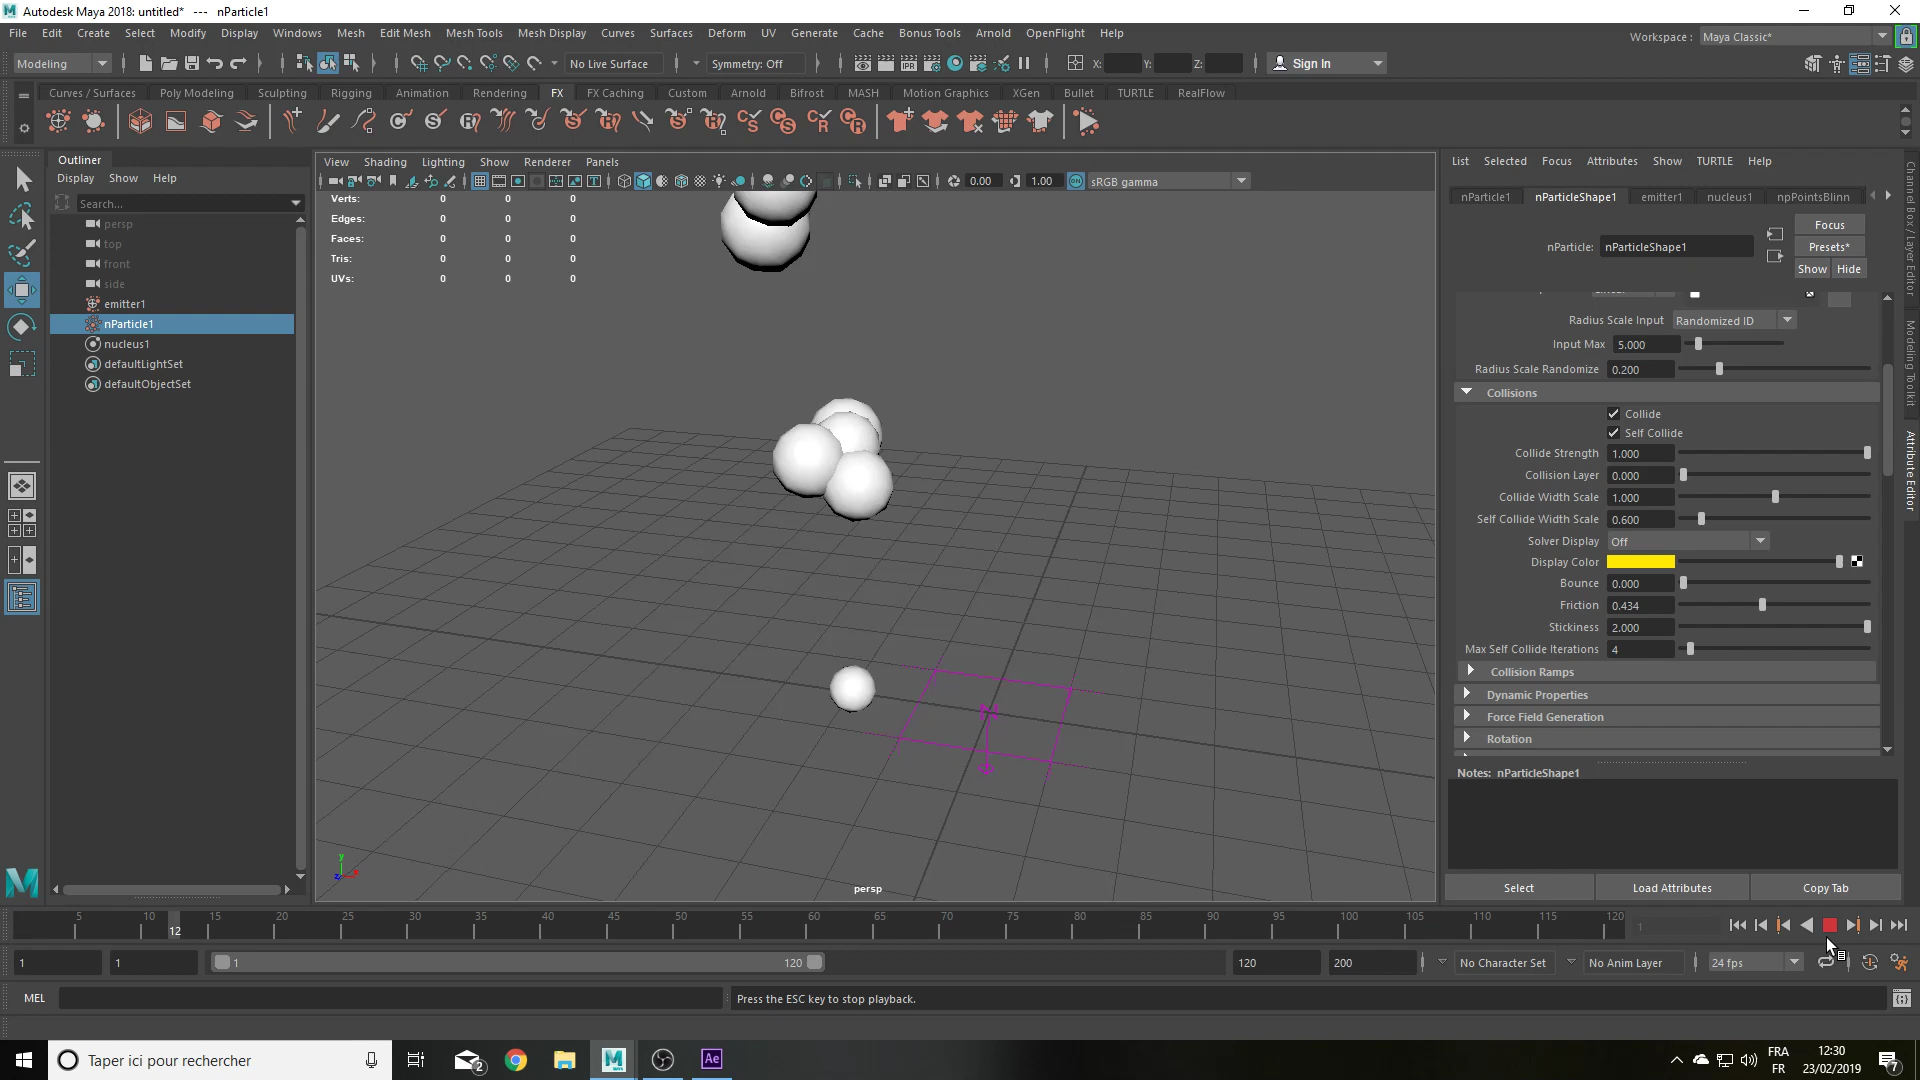 Autodesk Maya 2018: untitled* --- nParticle1
File Edit Create Select Modify Display Windows Mesh Edit Mesh Mesh Tools Mesh Display Curves Surfaces Deform UV Generate Cache Bonus Tools Arnold OpenFlight Help
Workspace : Maya Classic*
Modeling No Live Surface Symmetry: Off X: Y: Z: Sign In
Curves / Surfaces Poly Modeling Sculpting Rigging Animation Rendering FX FX Caching Custom Arnold Bifrost MASH Motion Graphics XGen Bullet TURTLE RealFlow
Outliner
Display Show Help
Search...
persp
top
front
side
emitter1
nParticle1
nucleus1
defaultLightSet
defaultObjectSet
View Shading Lighting Show Renderer Panels
0.00 1.00 sRGB gamma
Verts: 0 0 0
Edges: 0 0 0
Faces: 0 0 0
Tris: 0 0 0
UVs: 0 0 0
persp
List Selected Focus Attributes Show TURTLE Help
nParticle1 nParticleShape1 emitter1 nucleus1 npPointsBlinn
Focus
nParticle: nParticleShape1 Presets*
Show Hide
Radius Scale Input Randomized ID
Input Max 5.000
Radius Scale Randomize 0.200
Collisions
Collide
Self Collide
Collide Strength 1.000
Collision Layer 0.000
Collide Width Scale 1.000
Self Collide Width Scale 0.600
Solver Display Off
Display Color
Bounce 0.000
Friction 0.434
Stickiness 2.000
Max Self Collide Iterations 4
Collision Ramps
Dynamic Properties
Force Field Generation
Rotation
Notes: nParticleShape1
Select Load Attributes Copy Tab
Channel Box / Layer Editor
Modeling Toolkit
Attribute Editor
5 10 15 20 25 30 35 40 45 50 55 60 65 70 75 80 85 90 95 100 105 110 115 120
12
1
1 1 1 120 120 200 No Character Set No Anim Layer 24 fps
MEL Press the ESC key to stop playback.
Taper ici pour rechercher
2
Ae
FRA
FR
12:30
23/02/2019
7